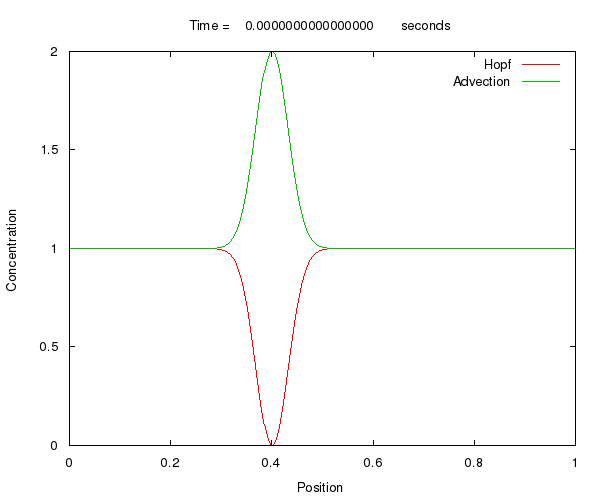 Time = 0.0000000000000000 seconds
Hopf
Advection
2
1.5
1
0.5
0
Concentration
0 0.2 0.4 0.6 0.8 1
Position